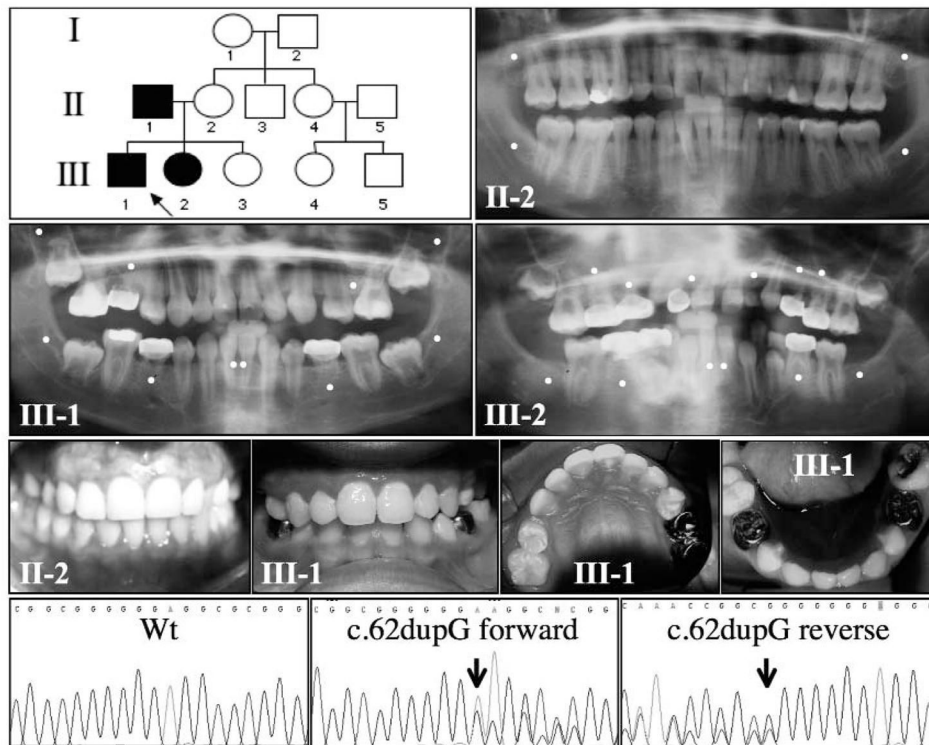 I
1 2
II
1 2 3 4 5
III
1 2 3 4 5
II-2
III-1
III-2
II-2
III-1
III-1
III-1
C G G C G G G G G G A G G C G C G G G
Wt
C G G C G G G G G G A A G G C N C G G
c.62dupG forward
C A A A C C G G C G G G G G G G G G
c.62dupG reverse